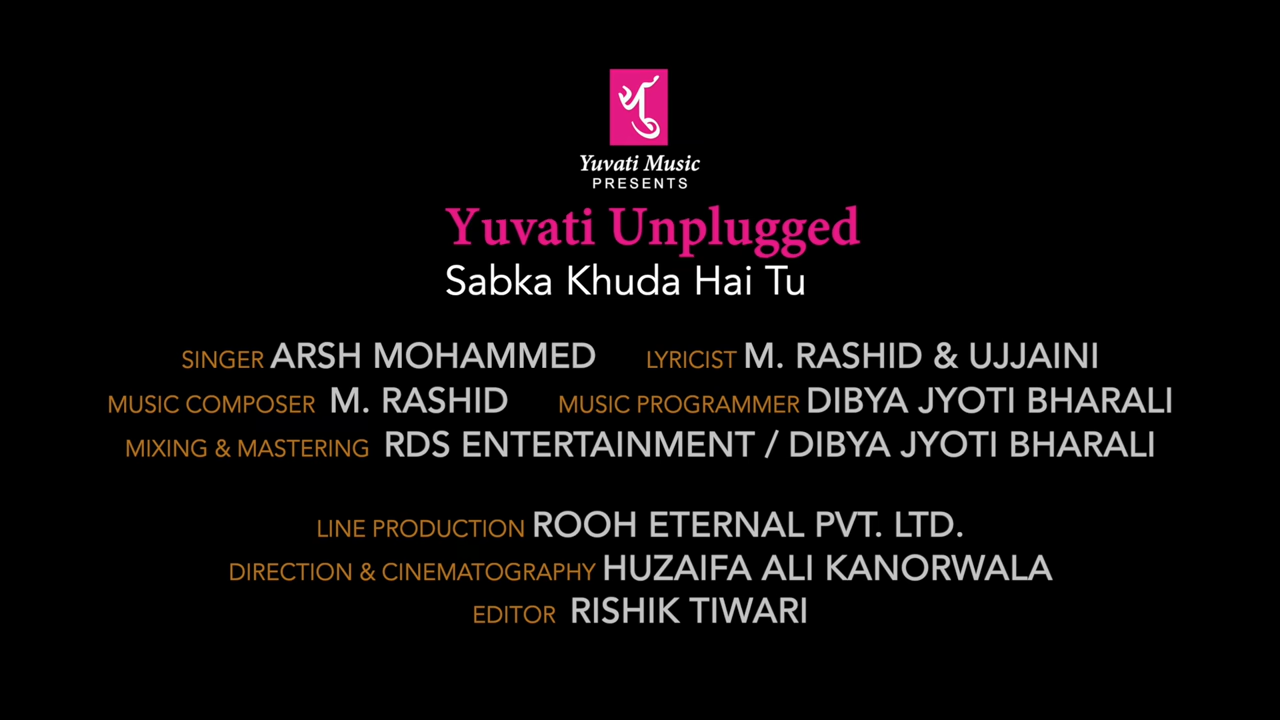 Yuvati Music
PRESENTS
Yuvati Unplugged
Sabka Khuda Hai Tu
SINGER ARSH MOHAMMED LYRICIST M. RASHID & UJJAINI
MUSIC COMPOSER M. RASHID MUSIC PROGRAMMER DIBYA JYOTI BHARALI
MIXING & MASTERING RDS ENTERTAINMENT / DIBYA JYOTI BHARALI
LINE PRODUCTION ROOH ETERNAL PVT. LTD.
DIRECTION & CINEMATOGRAPHY HUZAIFA ALI KANORWALA
EDITOR RISHIK TIWARI